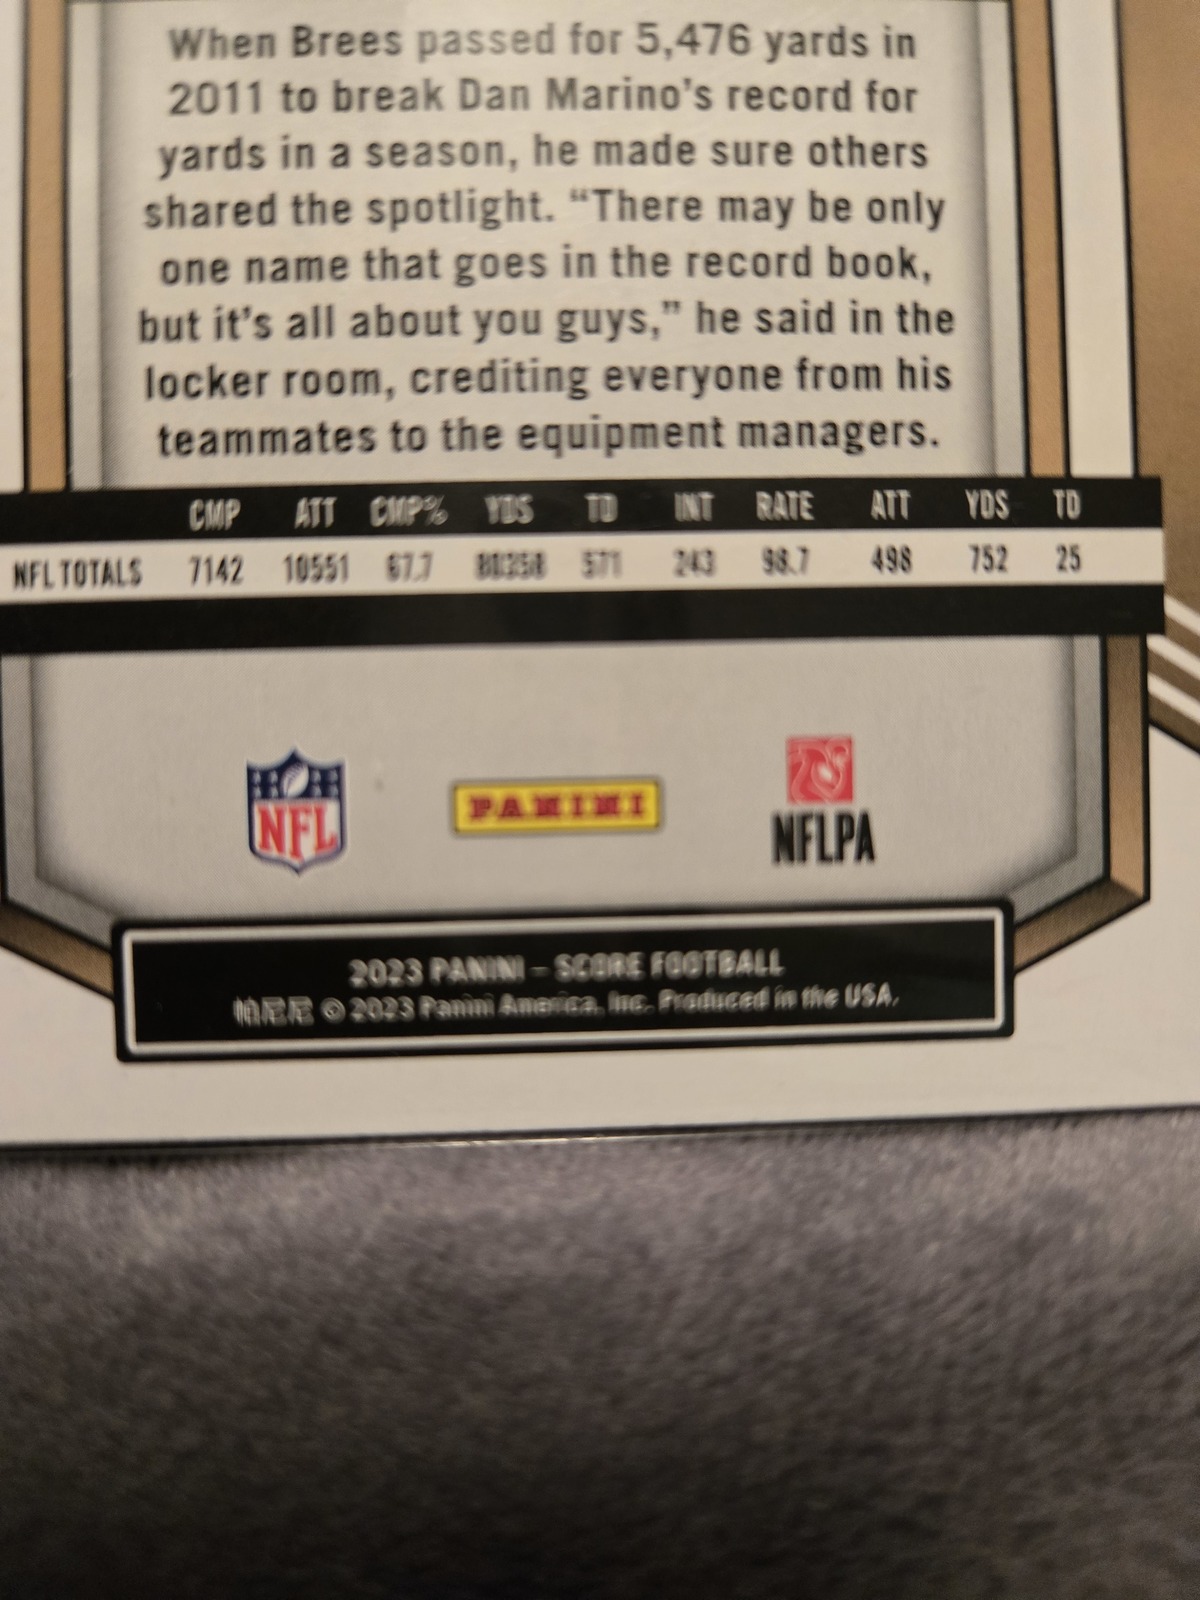 When Brees passed for 5,476 yards in
2011 to break Dan Marino's record for
yards in a season, he made sure others
shared the spotlight. “There may be only
one name that goes in the record book,
but it's all about you guys,” he said in the
locker room, crediting everyone from his
teammates to the equipment managers.
CMP ATT CMP% YDS TD INT RATE ATT YDS TD
NFL TOTALS 7142 10551 67.7 80358 571 243 98.7 498 752 25
NFL PANINI NFLPA
2023 PANINI – SCORE FOOTBALL
帕尼尼 © 2023 Panini America, Inc. Produced in the USA.